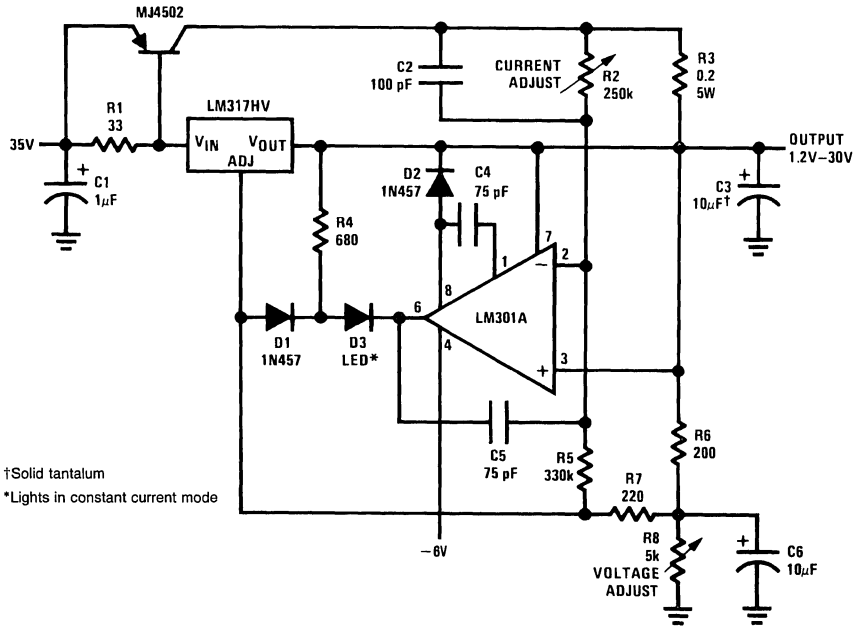 MJ4502
C2
100 pF
CURRENT
ADJUST
R2
250k
R3
0.2
5W
35V
R1
33
LM317HV
VIN
VOUT
ADJ
OUTPUT
1.2V–30V
C1
+
1μF
R4
680
D2
1N457
C4
75 pF
C3
+
10μF†
1
7
2
−
8
6
LM301A
4
+
3
D1
1N457
D3
LED*
C5
75 pF
R5
330k
R6
200
R7
220
†Solid tantalum
*Lights in constant current mode
−6V
R8
5k
VOLTAGE
ADJUST
+
C6
10μF